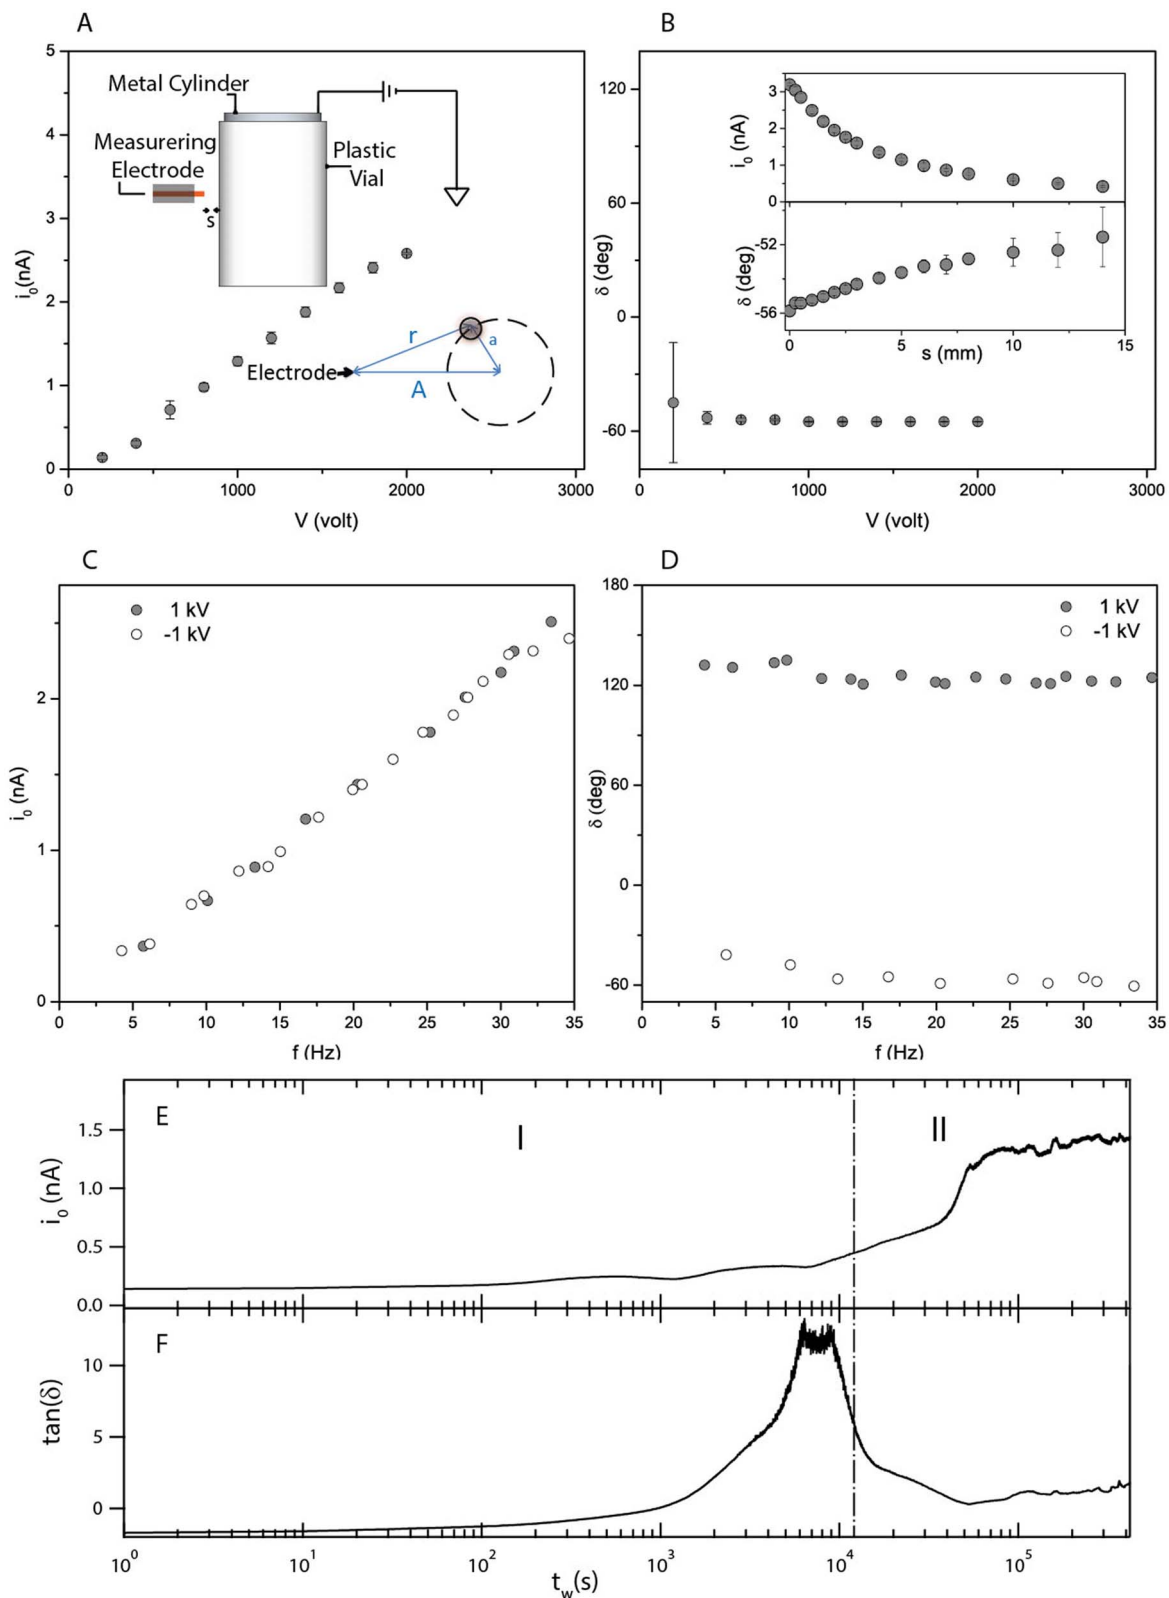 A
5
4
3
2
1
0
i0(nA)
0
1000
2000
3000
V (volt)
Metal Cylinder
Measurering
Electrode
s
Plastic
Vial
Electrode
r
a
A
B
120
60
0
-60
δ (deg)
0
1000
2000
3000
V (volt)
3
2
1
0
i0 (nA)
-52
-56
δ (deg)
0
5
10
15
s (mm)
C
1 kV
-1 kV
2
1
0
i0 (nA)
0
5
10
15
20
25
30
35
f (Hz)
D
180
120
60
0
-60
δ (deg)
1 kV
-1 kV
0
5
10
15
20
25
30
35
f (Hz)
E
I
II
1.5
1.0
0.5
0.0
i0 (nA)
F
10
5
0
tan(δ)
10^0
10^1
10^2
10^3
10^4
10^5
tw(s)